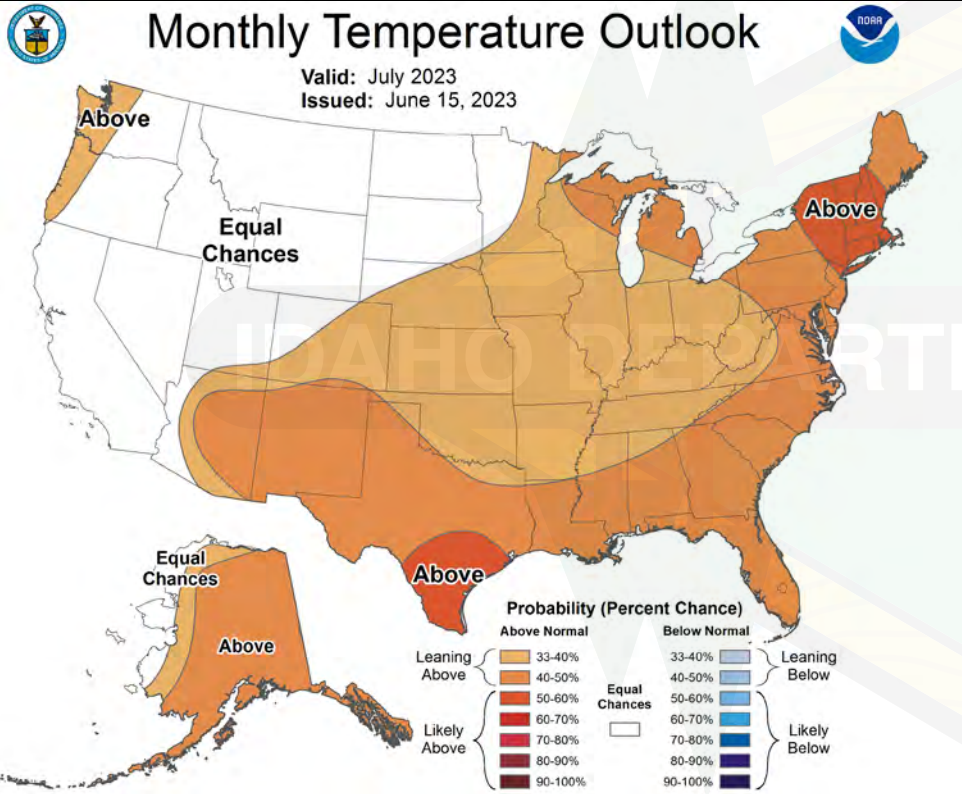 Monthly Temperature Outlook
NOAA
Valid: July 2023
Issued: June 15, 2023
Above
Equal
Chances
Above
IDAHO DEPART
Above
Equal
Chances
Above
Probability (Percent Chance)
Above Normal
Below Normal
Leaning
Above
33-40%
40-50%
Likely
Above
50-60%
60-70%
70-80%
80-90%
90-100%
Equal
Chances
33-40%
40-50%
Leaning
Below
50-60%
60-70%
70-80%
80-90%
90-100%
Likely
Below